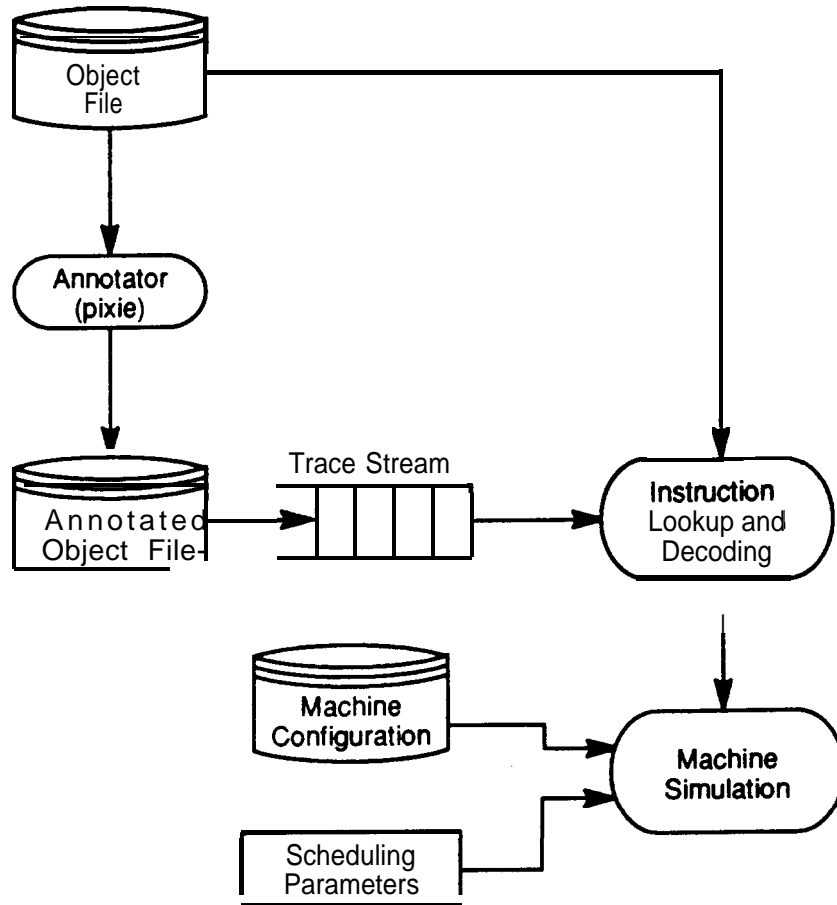 Object
File
Annotator
(pixie)
Trace Stream
Annotated
Object File-
Instruction
Lookup and
Decoding
Machine
Configuration
Machine
Simulation
Scheduling
Parameters